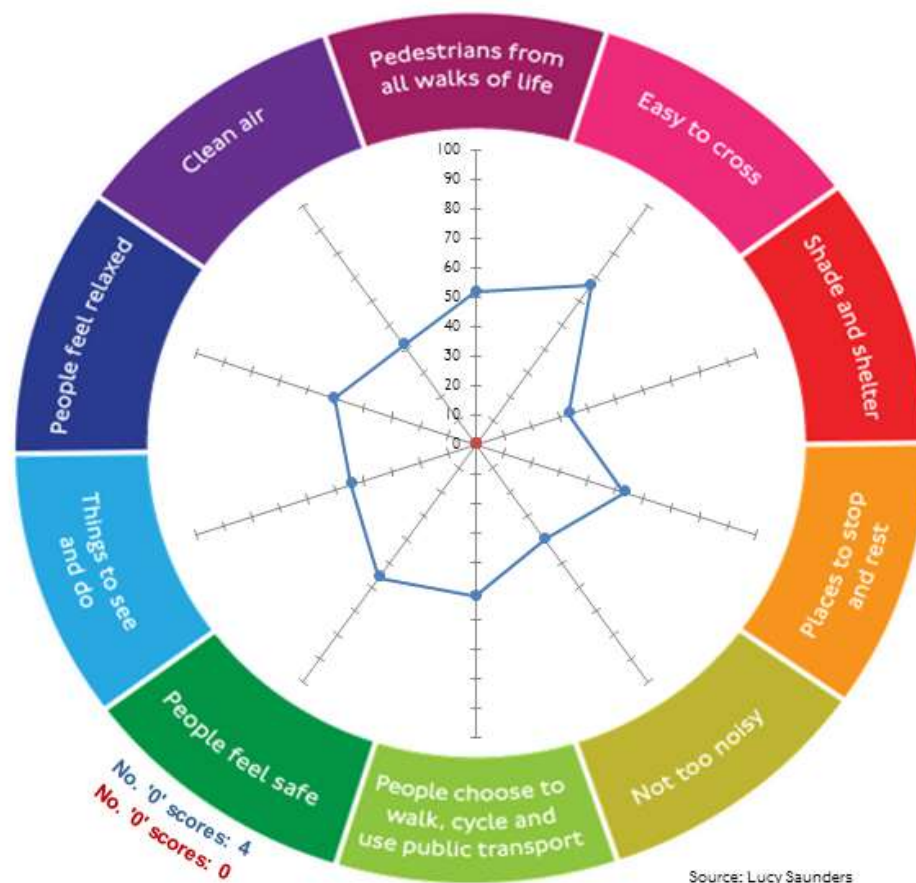 Pedestrians from
all walks of life
Easy to cross
Shade and shelter
Places to stop
and rest
Not too noisy
People choose to
walk, cycle and
use public transport
People feel safe
Things to see
and do
People feel relaxed
Clean air
100
90
80
70
60
50
40
30
20
10
0
No. '0' scores: 4
No. '0' scores: 0
Source: Lucy Saunders